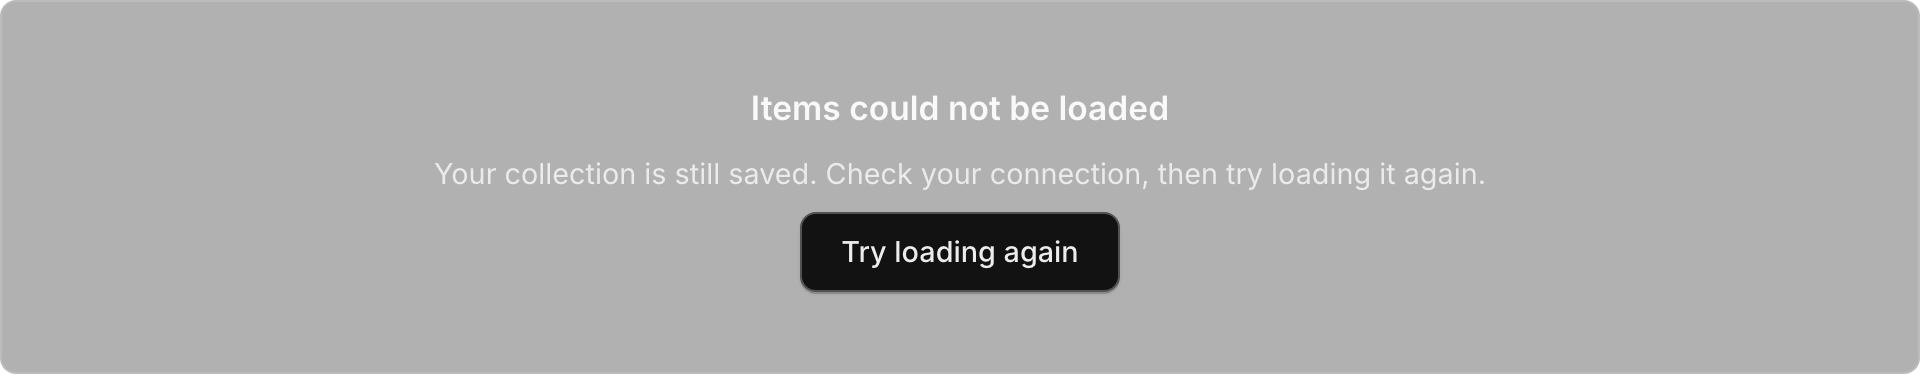 Items could not be loaded
Your collection is still saved. Check your connection, then try loading it again.
Try loading again